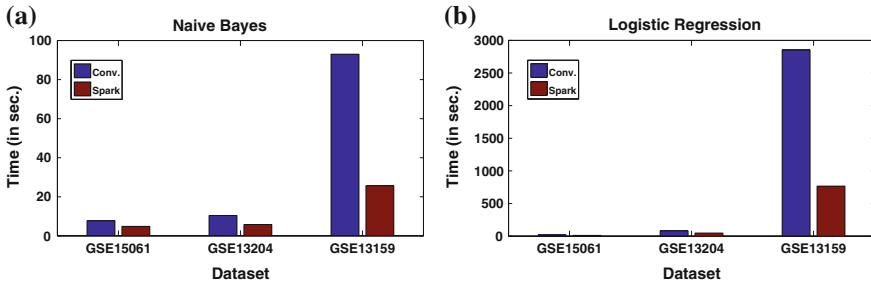 (a)
Naive Bayes
100
80
60
40
20
0
Time (in sec.)
Conv.
Spark
GSE15061 GSE13204 GSE13159
Dataset
(b)
Logistic Regression
3000
2500
2000
1500
1000
500
0
Time (in sec.)
Conv.
Spark
GSE15061 GSE13204 GSE13159
Dataset